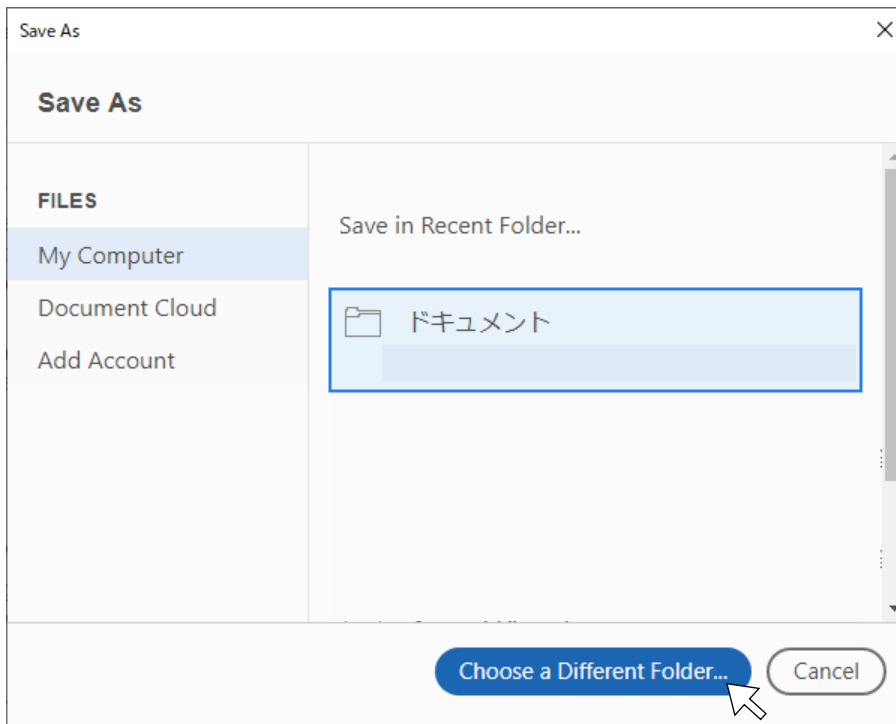 Save As
Save As
FILES
My Computer
Document Cloud
Add Account
Save in Recent Folder...
ドキュメント
Choose a Different Folder...
Cancel